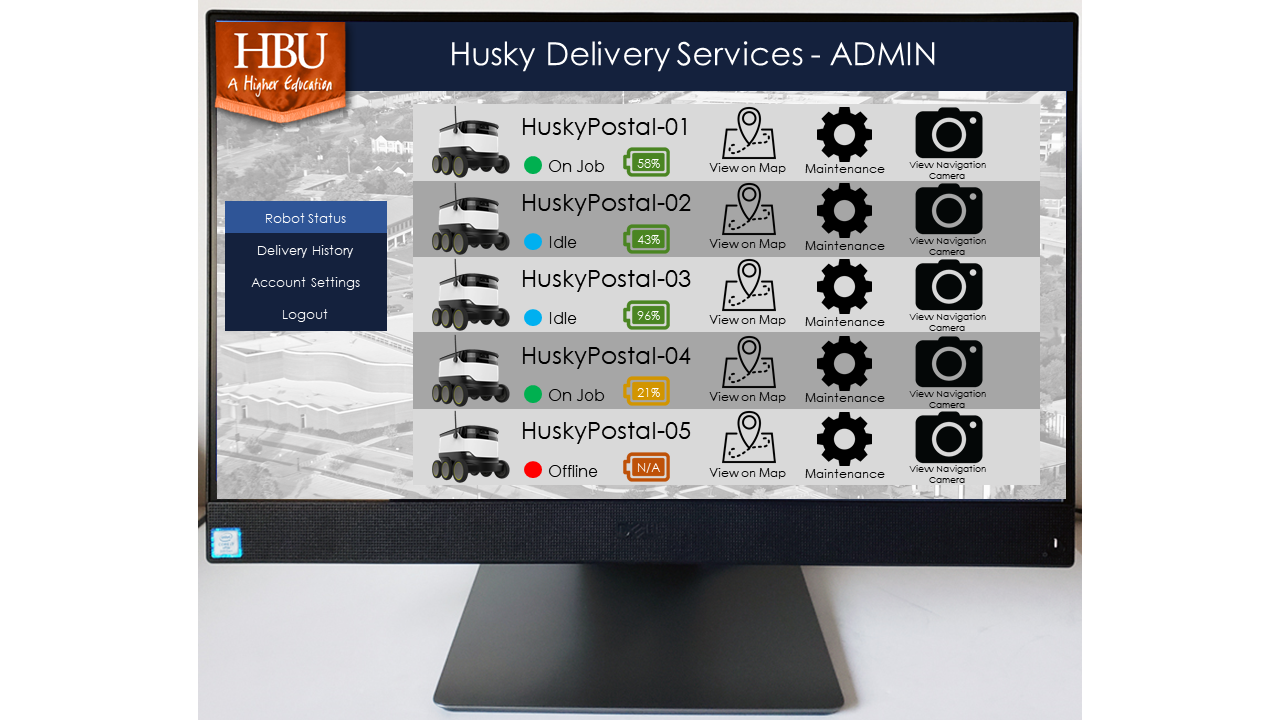 HBU
A Higher Education
Husky Delivery Services - ADMIN
Robot Status
Delivery History
Account Settings
Logout
HuskyPostal-01
On Job
58%
View on Map
Maintenance
View Navigation
Camera
HuskyPostal-02
Idle
43%
View on Map
Maintenance
View Navigation
Camera
HuskyPostal-03
Idle
96%
View on Map
Maintenance
View Navigation
Camera
HuskyPostal-04
On Job
21%
View on Map
Maintenance
View Navigation
Camera
HuskyPostal-05
Offline
N/A
View on Map
Maintenance
View Navigation
Camera